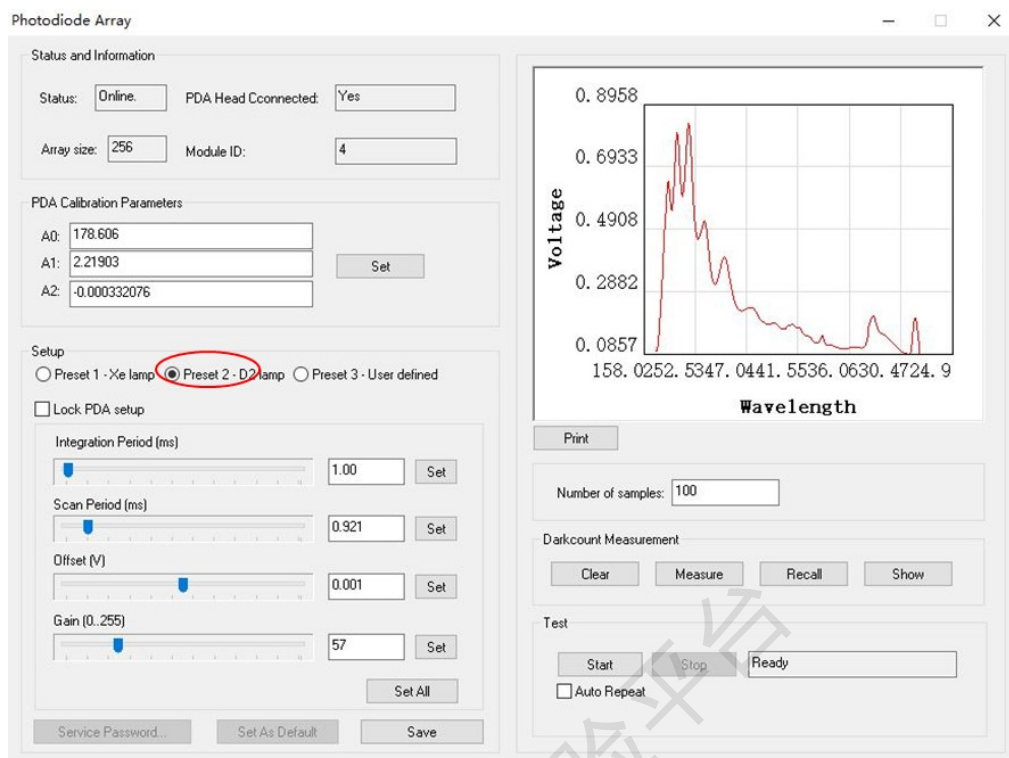 Photodiode Array
Status and Information
Status: Online. PDA Head Cconnected: Yes
Array size: 256 Module ID: 4
PDA Calibration Parameters
A0: 178.606
A1: 2.21903
Set
A2: -0.000332076
Setup
Preset 1 - Xe lamp Preset 2 - D2 lamp Preset 3 - User defined
Lock PDA setup
Integration Period (ms)
1.00 Set
Scan Period (ms)
0.921 Set
Offset (V)
0.001 Set
Gain (0..255)
57 Set
Set All
Service Password... Set As Default Save
0.8958
0.6933
0.4908
0.2882
0.0857
Voltage
158.0252.5347.0441.5536.0630.4724.9
Wavelength
Print
Number of samples: 100
Darkcount Measurement
Clear Measure Recall Show
Test
Start Stop Ready
Auto Repeat
验平台